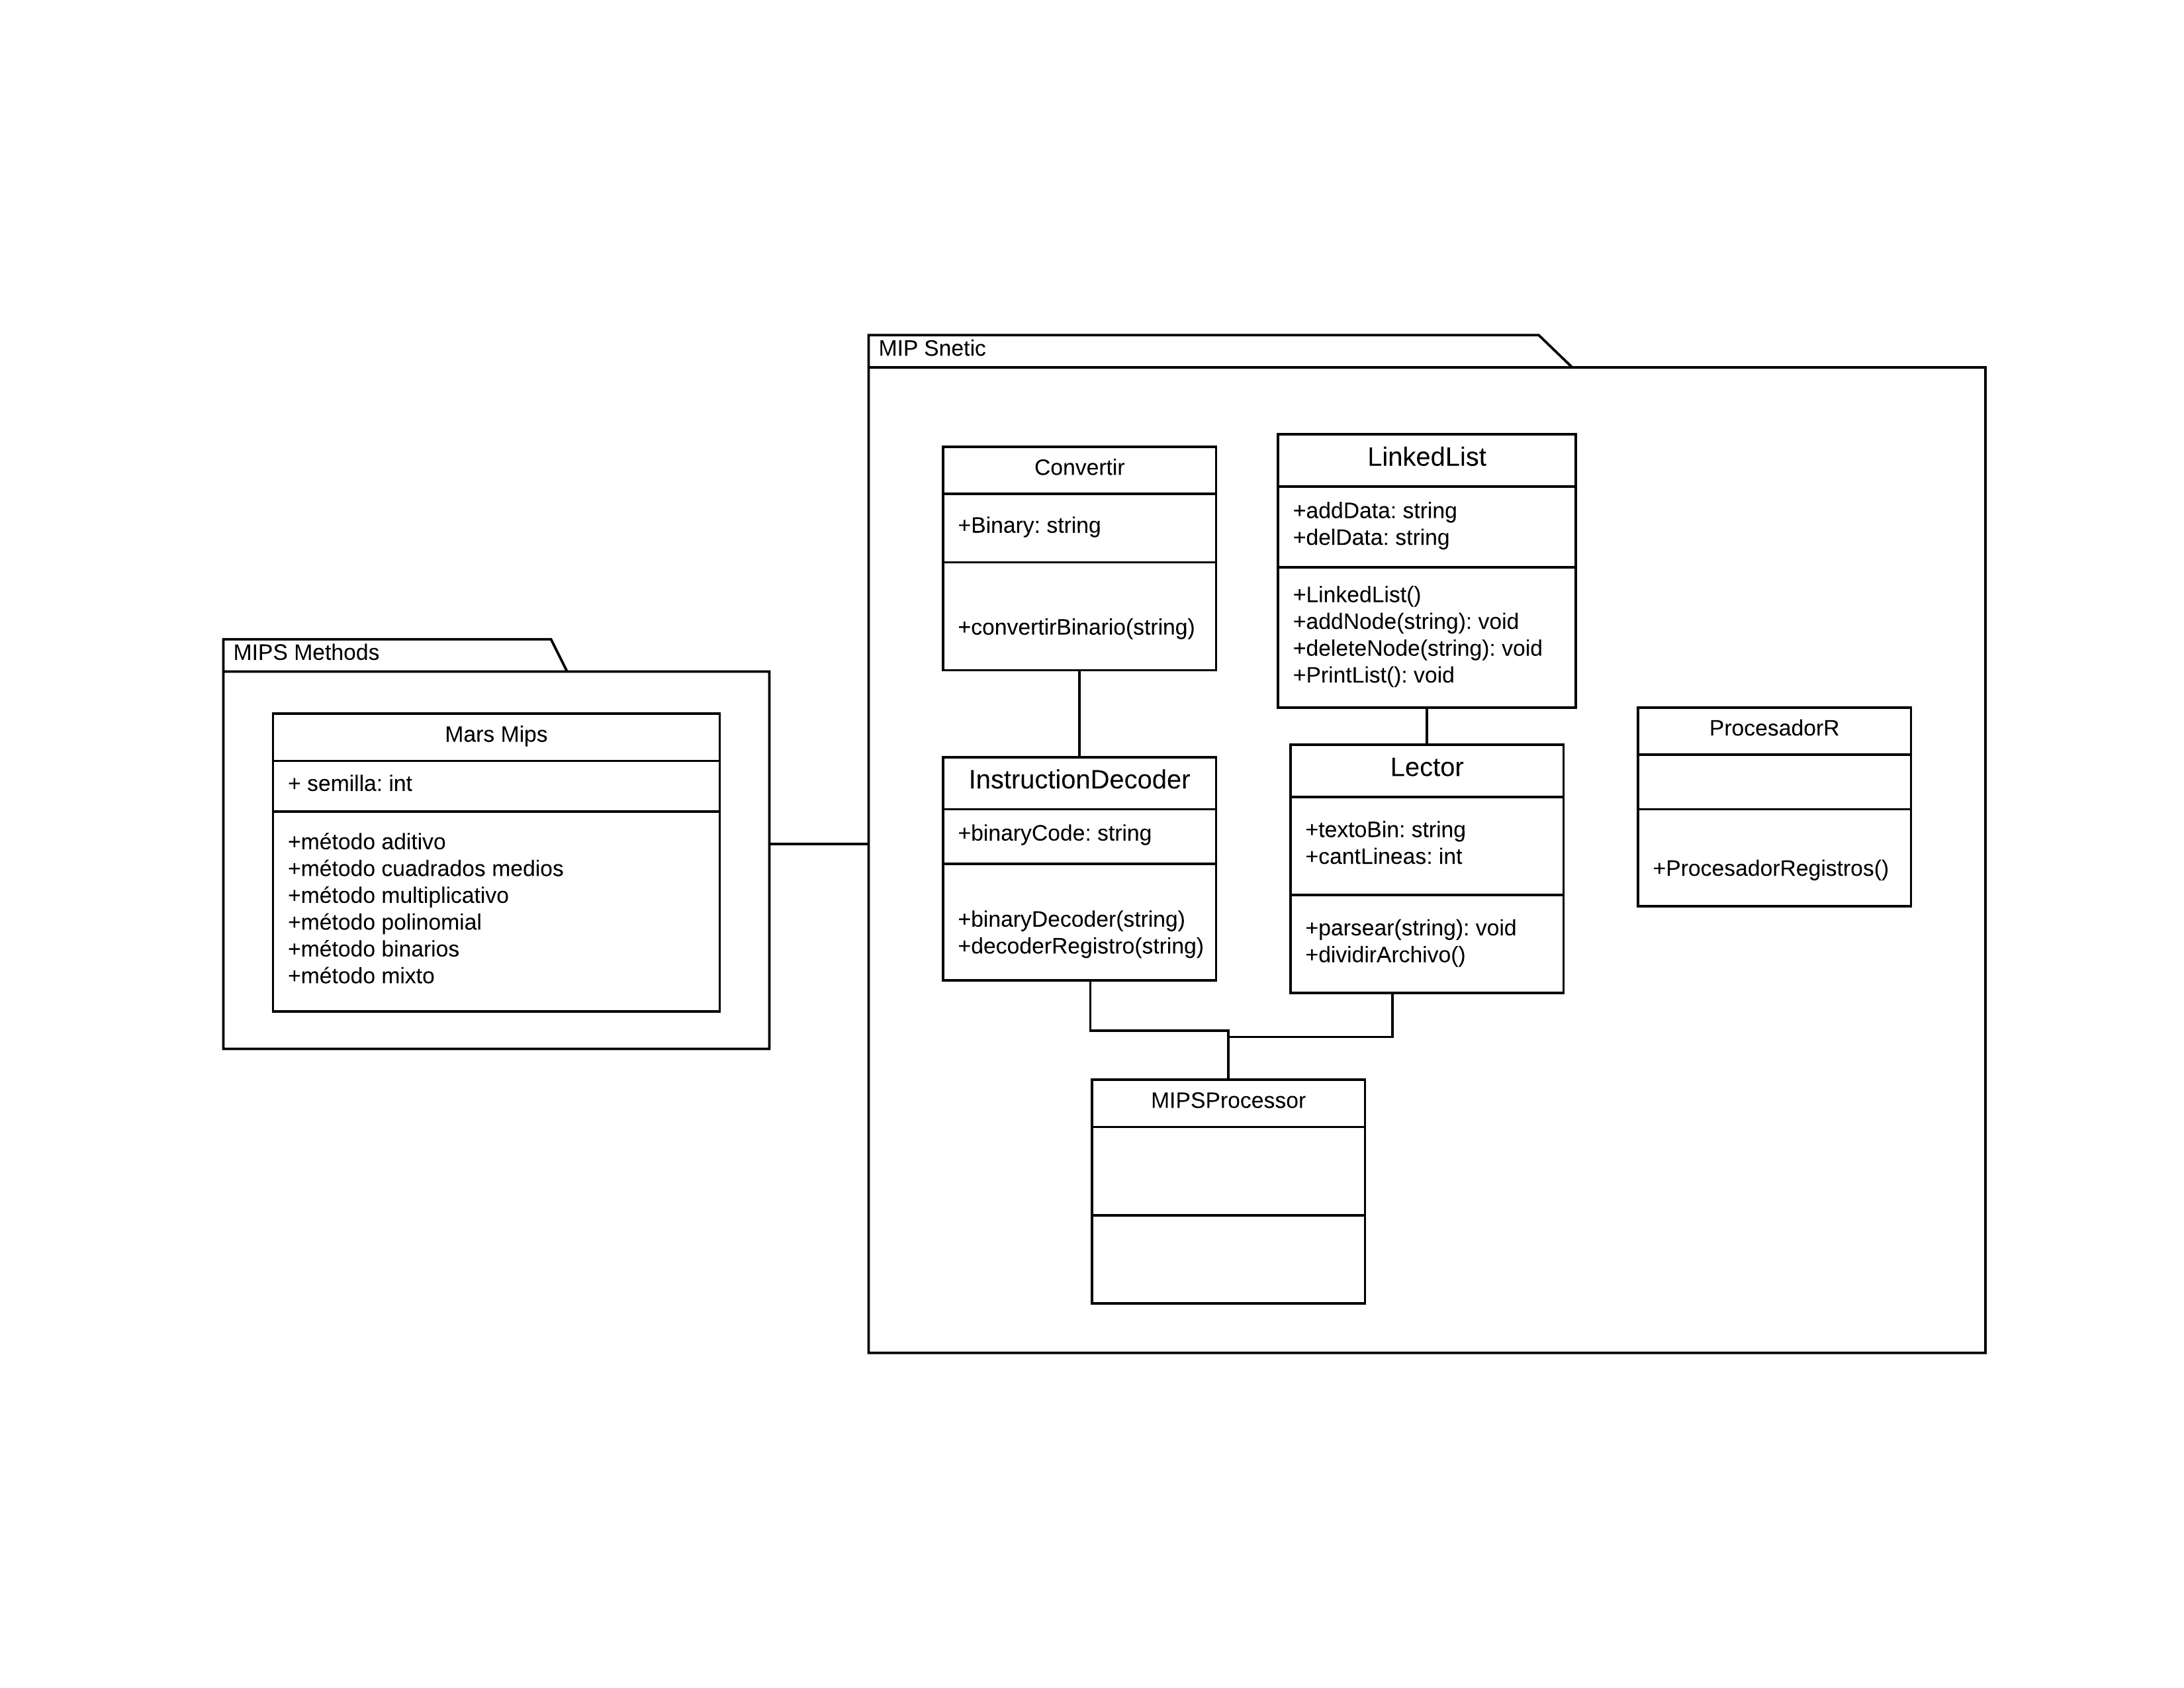 MIP Snetic
Convertir
+Binary: string
+convertirBinario(string)
LinkedList
+addData: string
+delData: string
+LinkedList()
+addNode(string): void
+deleteNode(string): void
+PrintList(): void
MIPS Methods
Mars Mips
+ semilla: int
+método aditivo
+método cuadrados medios
+método multiplicativo
+método polinomial
+método binarios
+método mixto
InstructionDecoder
+binaryCode: string
+binaryDecoder(string)
+decoderRegistro(string)
Lector
+textoBin: string
+cantLineas: int
+parsear(string): void
+dividirArchivo()
ProcesadorR
+ProcesadorRegistros()
MIPSProcessor